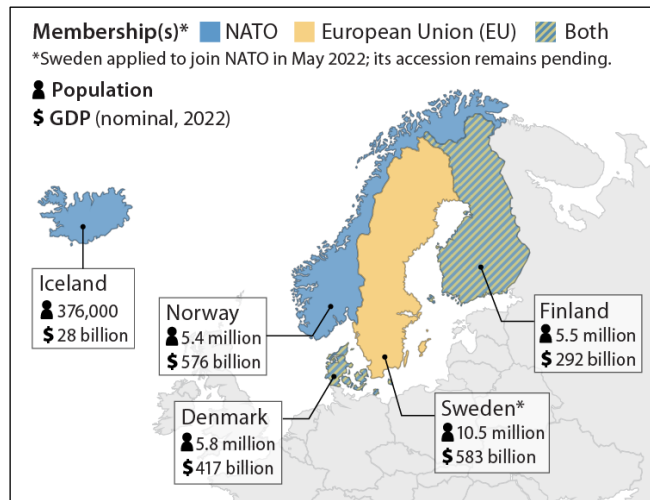 Membership(s)* NATO European Union (EU) Both
*Sweden applied to join NATO in May 2022; its accession remains pending.
Population
$ GDP (nominal, 2022)
Iceland
376,000
$ 28 billion
Norway
5.4 million
$ 576 billion
Finland
5.5 million
$ 292 billion
Denmark
5.8 million
$ 417 billion
Sweden*
10.5 million
$ 583 billion